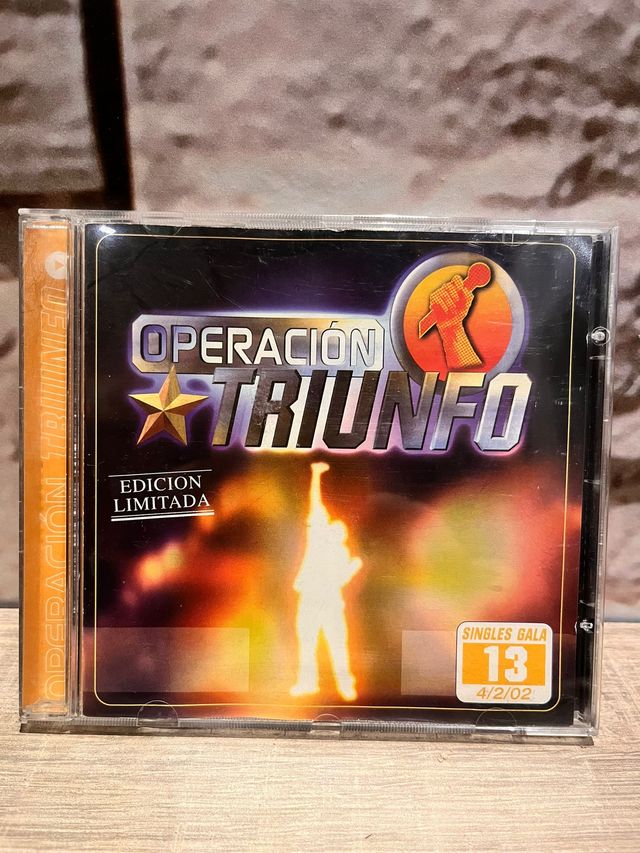 OPERACIÓN TRIUNFO
OPERACIÓN
TRIUNFO
EDICION
LIMITADA
SINGLES GALA
13
4/2/02